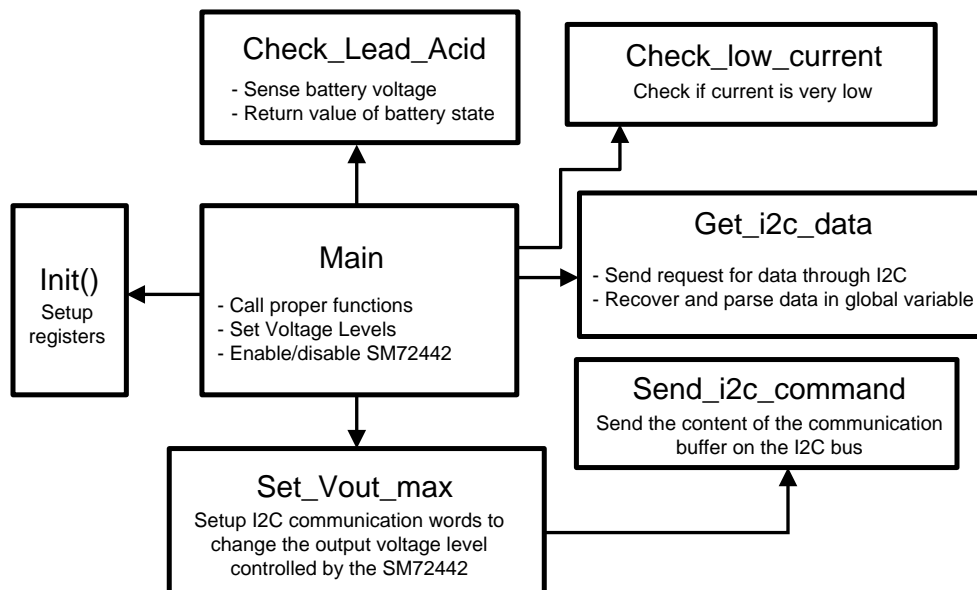 Check_Lead_Acid
- Sense battery voltage
- Return value of battery state
Check_low_current
Check if current is very low
Init()
Setup
registers
Main
- Call proper functions
- Set Voltage Levels
- Enable/disable SM72442
Get_i2c_data
- Send request for data through I2C
- Recover and parse data in global variable
Send_i2c_command
Send the content of the communication
buffer on the I2C bus
Set_Vout_max
Setup I2C communication words to
change the output voltage level
controlled by the SM72442